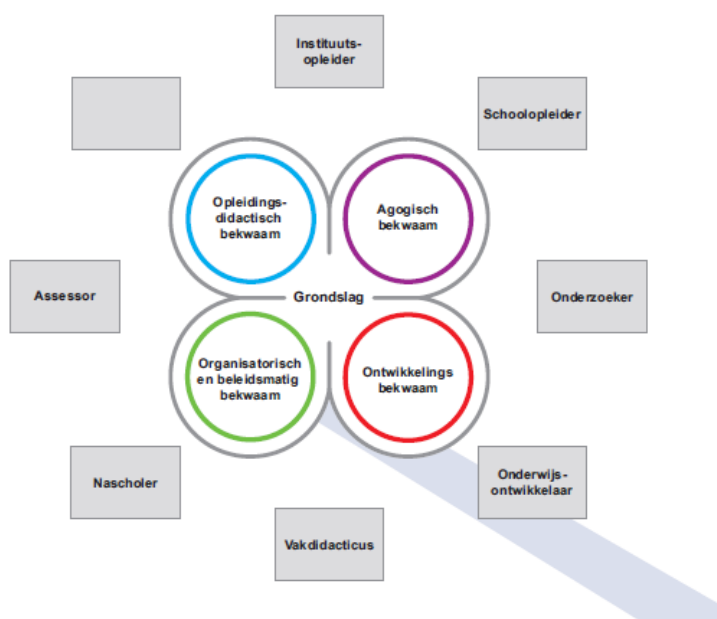 Instituuts-
opleider
Schoolopleider
Opleidings-
didactisch
bekwaam
Agogisch
bekwaam
Assessor
Grondslag
Onderzoeker
Organisatorisch
en beleidsmatig
bekwaam
Ontwikkelings
bekwaam
Nascholer
Onderwijs-
ontwikkelaar
Vakdidacticus